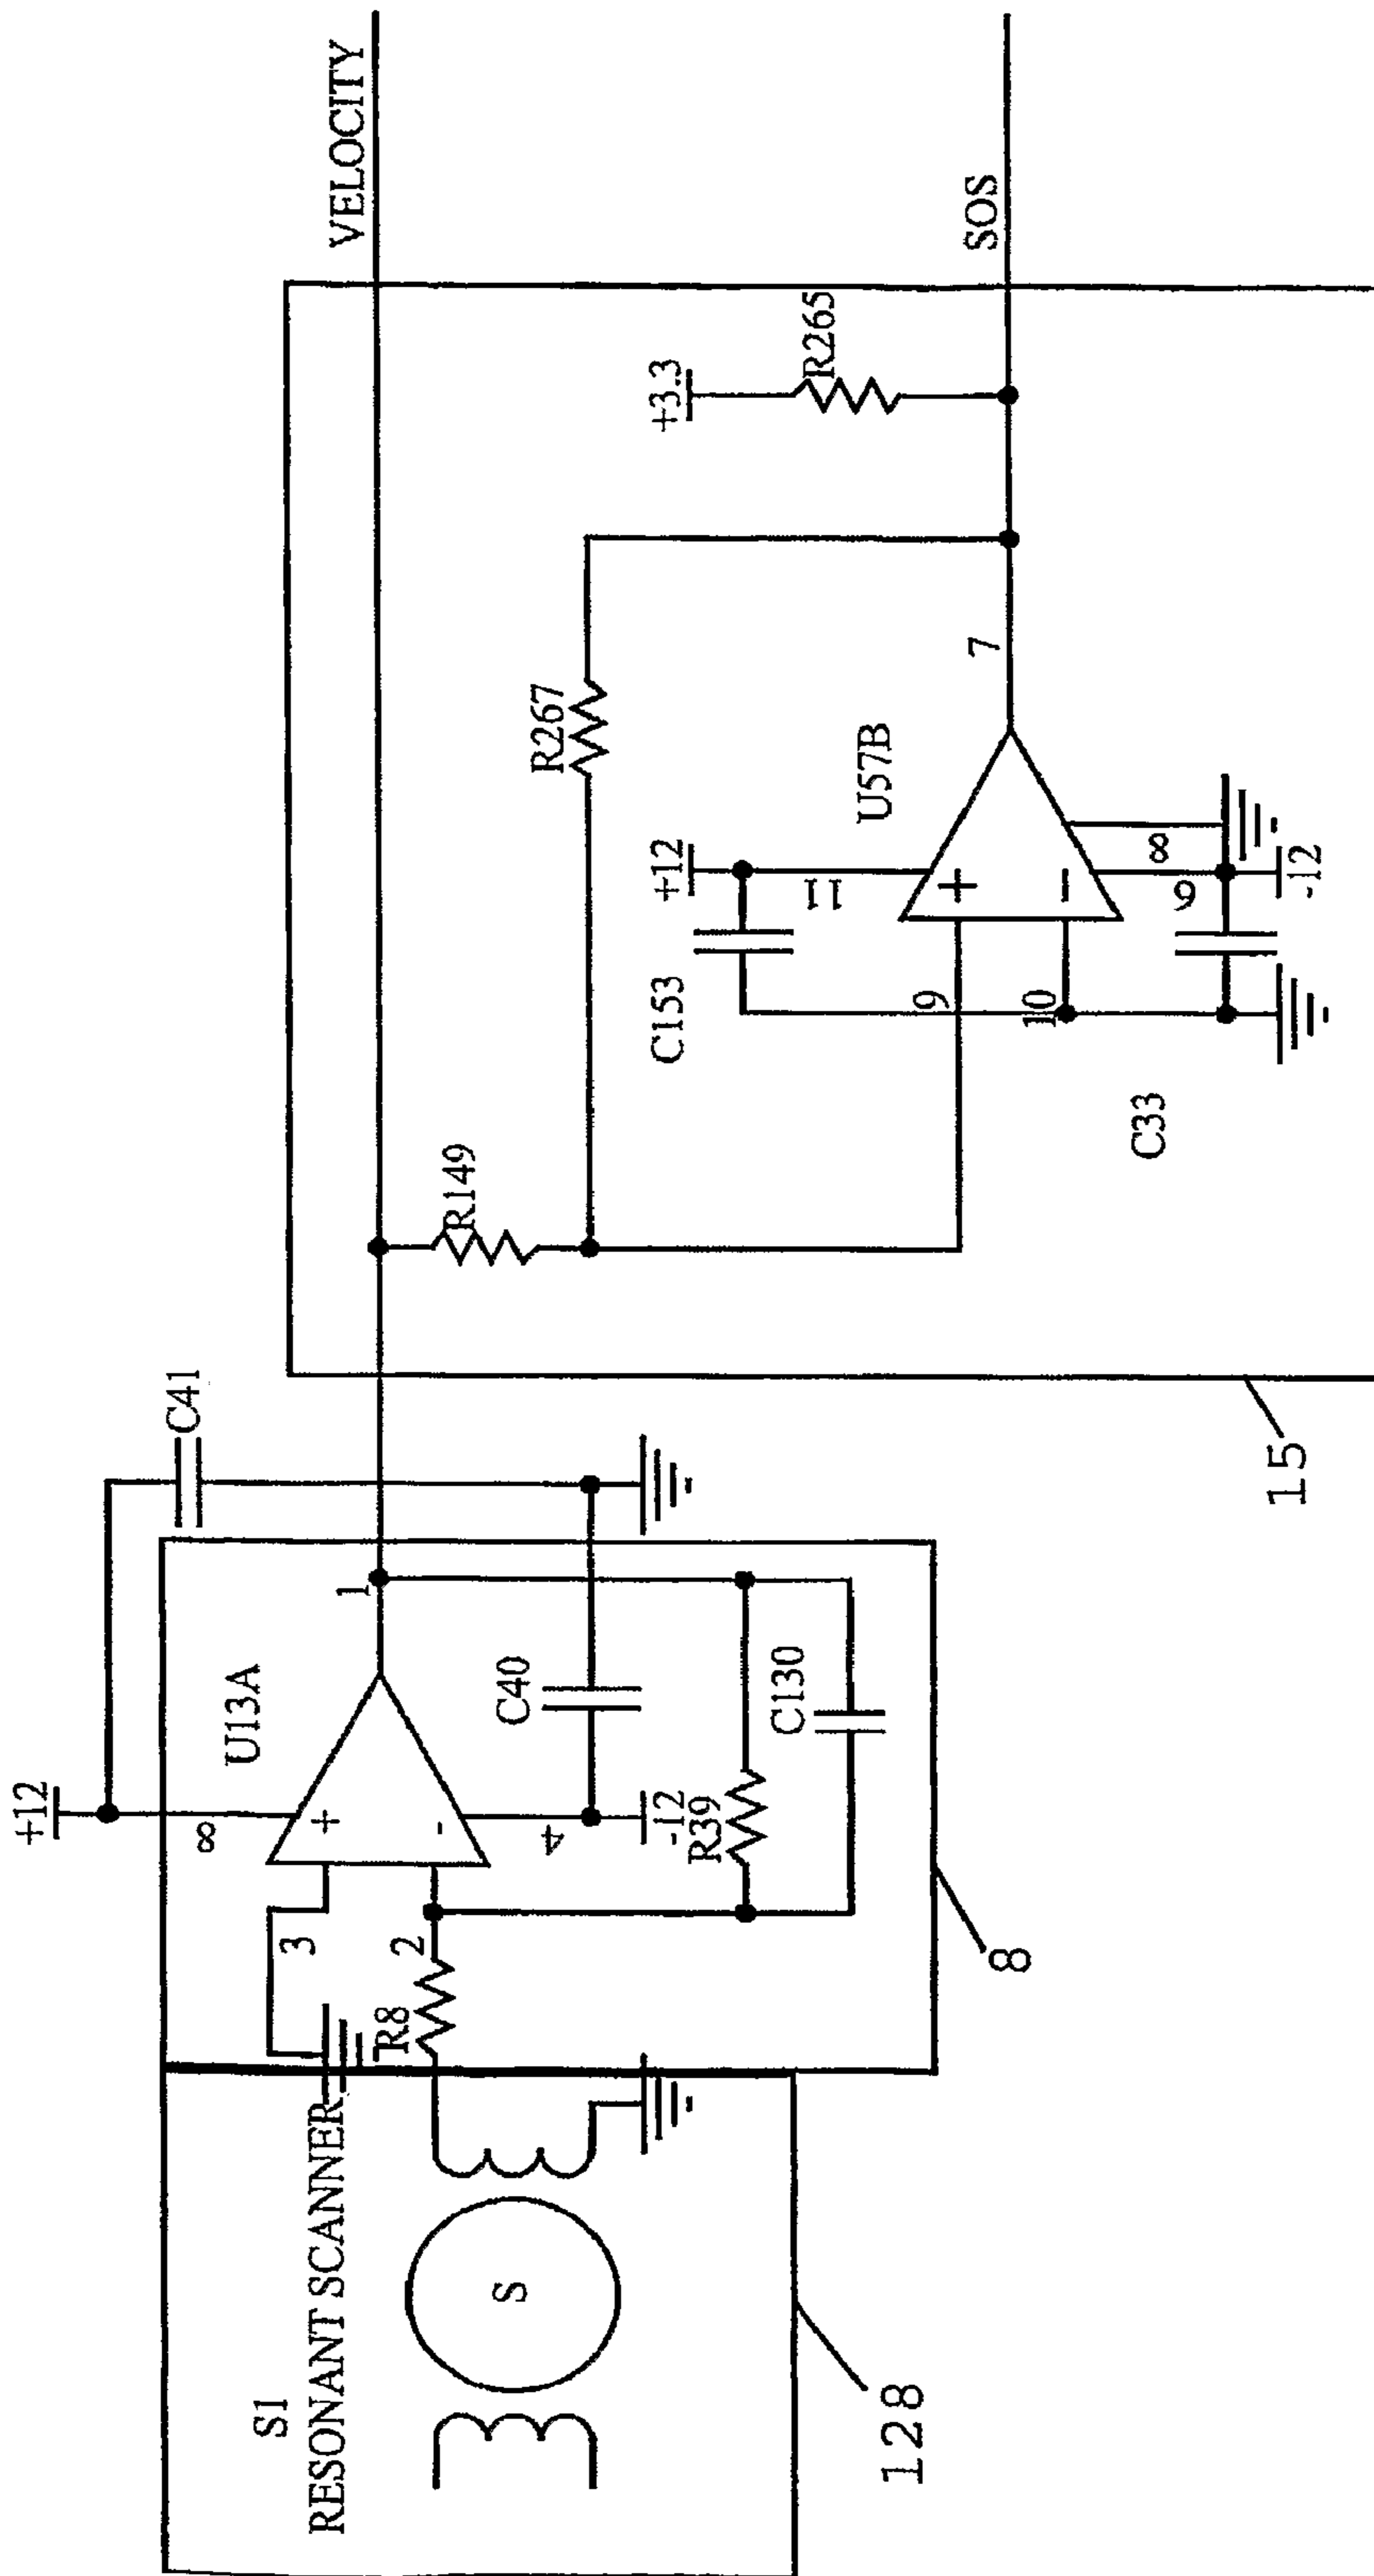 S1
RESONANT SCANNER
S
128
+12
8
U13A
+
-
3
2
R8
4
-12
1
C40
R39
C130
C41
8
VELOCITY
R149
R267
+3.3
R265
SOS
C153
+12
11
U57B
9
+
10
-
7
6
8
-12
C33
15